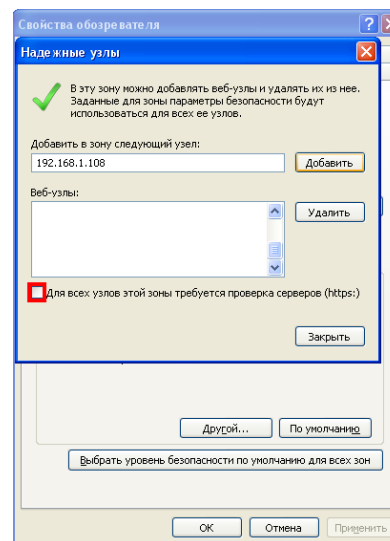 Свойства обозревателя
Надежные узлы
В эту зону можно добавлять веб-узлы и удалять их из нее.
Заданные для зоны параметры безопасности будут
использоваться для всех ее узлов.
Добавить в зону следующий узел:
192.168.1.108
Добавить
Веб-узлы:
Удалить
Для всех узлов этой зоны требуется проверка серверов (https:)
Закрыть
Другой...
По умолчанию
Выбрать уровень безопасности по умолчанию для всех зон
ОК
Отмена
Применить